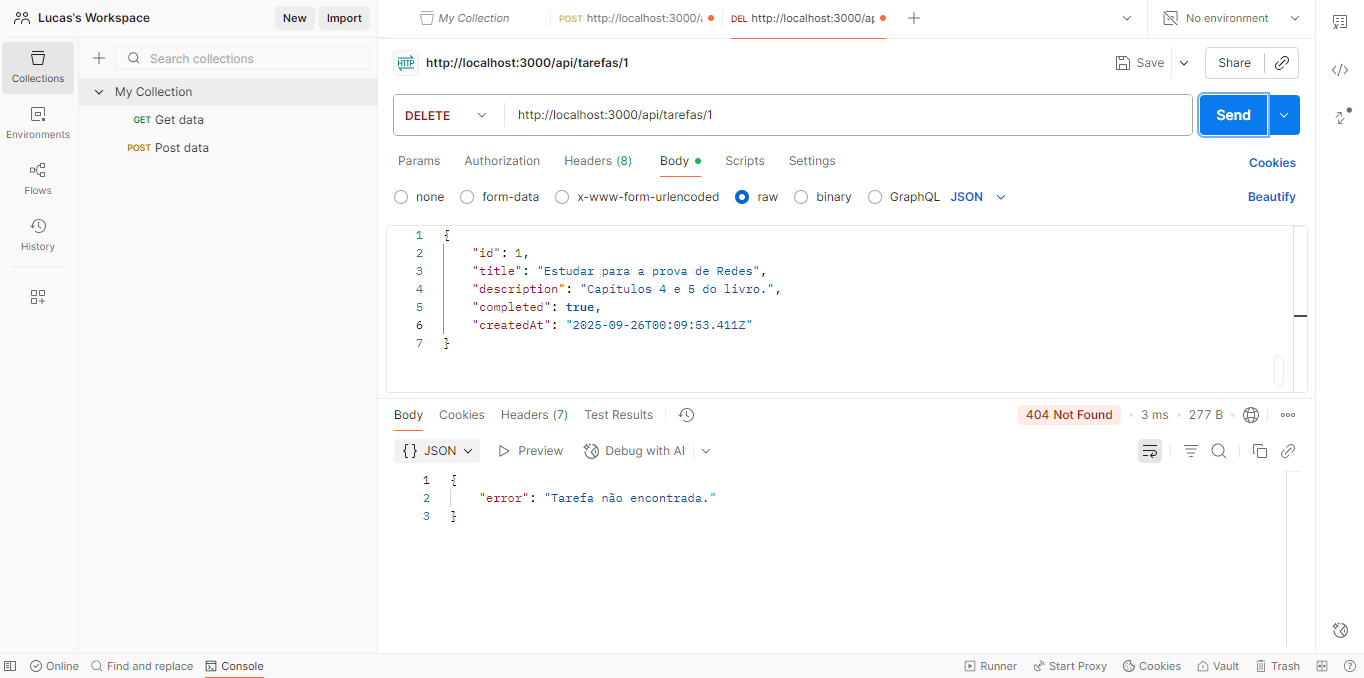 Lucas's Workspace
New
Import
My Collection
POST http://localhost:3000/a
DEL http://localhost:3000/ap
No environment
Collections
Environments
Flows
History
Search collections
My Collection
GET Get data
POST Post data
HTTP
http://localhost:3000/api/tarefas/1
Save
Share
DELETE
http://localhost:3000/api/tarefas/1
Send
Params
Authorization
Headers (8)
Body
Scripts
Settings
Cookies
none
form-data
x-www-form-urlencoded
raw
binary
GraphQL
JSON
Beautify
1 {
2 "id": 1,
3 "title": "Estudar para a prova de Redes",
4 "description": "Capítulos 4 e 5 do livro.",
5 "completed": true,
6 "createdAt": "2025-09-26T00:09:53.411Z"
7 }
Body
Cookies
Headers (7)
Test Results
404 Not Found
3 ms
277 B
{} JSON
Preview
Debug with AI
1 {
2 "error": "Tarefa não encontrada."
3 }
Online
Find and replace
Console
Runner
Start Proxy
Cookies
Vault
Trash